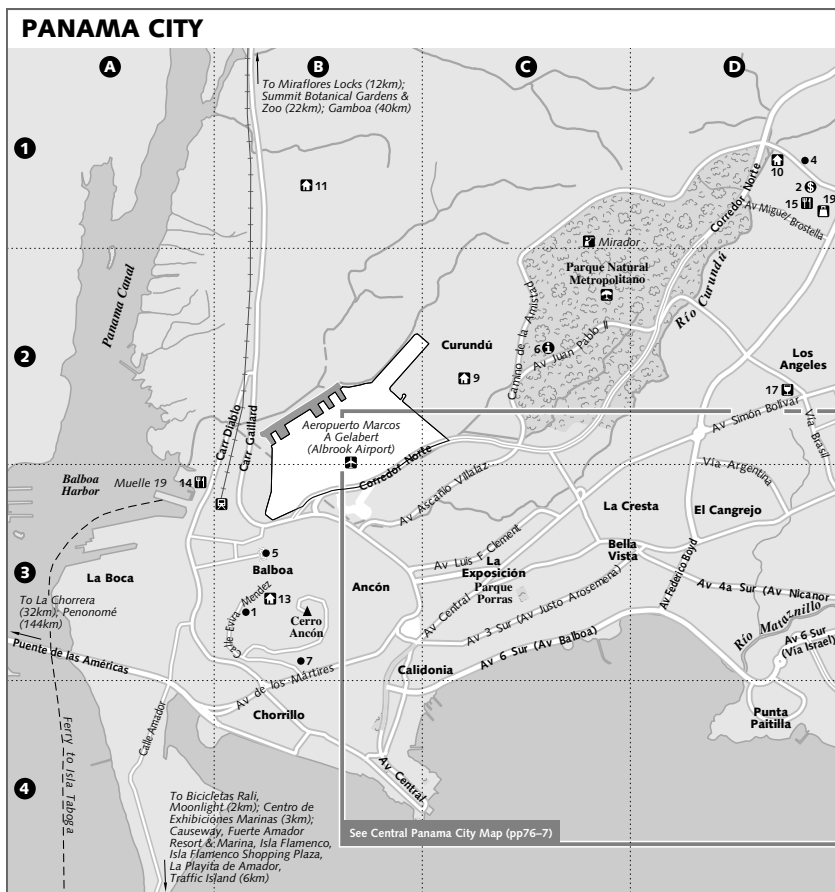 PANAMA CITY
A
B
C
D
To Miraflores Locks (12km);
Summit Botanical Gardens &
Zoo (22km); Gamboa (40km)
1
11
10
4
2
15
19
Corredor Norte
Av Miguel Brostella
Mirador
Parque Natural
Metropolitano
Río Curundú
Panama Canal
Camino de la Amistad
2
Curundú
6
Av Juan Pablo II
9
Los
Angeles
17
Av Simón Bolívar
Vía Brasil
Aeropuerto Marcos
A Gelabert
(Albrook Airport)
Carr Diablo
Carr Gaillard
Corredor Norte
Balboa
Harbor
Muelle 19
14
Av Ascanio Villalaz
Vía Argentina
La Cresta
El Cangrejo
3
La Boca
5
Balboa
Ancón
Av Luis F Clement
La
Exposición
Parque
Porras
Bella
Vista
Av Federico Boyd
Av 4a Sur (Av Nicanor
To La Chorrera
(32km); Penonomé
(144km)
Calle Evira Mendez
13
1
Cerro
Ancón
Av Central
Av 3 Sur (Av Justo Arosemena)
Av 6 Sur (Av Balboa)
Río Mataznillo
Av 6 Sur
(Vía Israel)
Puente de las Américas
7
Calidonia
Av de los Mártires
Chorrillo
Punta
Paitilla
Calle Amador
Ferry to Isla Taboga
4
Av Central
To Bicicletas Rali,
Moonlight (2km); Centro de
Exhibiciones Marinas (3km);
Causeway, Fuerte Amador
Resort & Marina, Isla Flamenco,
Isla Flamenco Shopping Plaza,
La Playita de Amador,
Traffic Island (6km)
See Central Panama City Map (pp76–7)